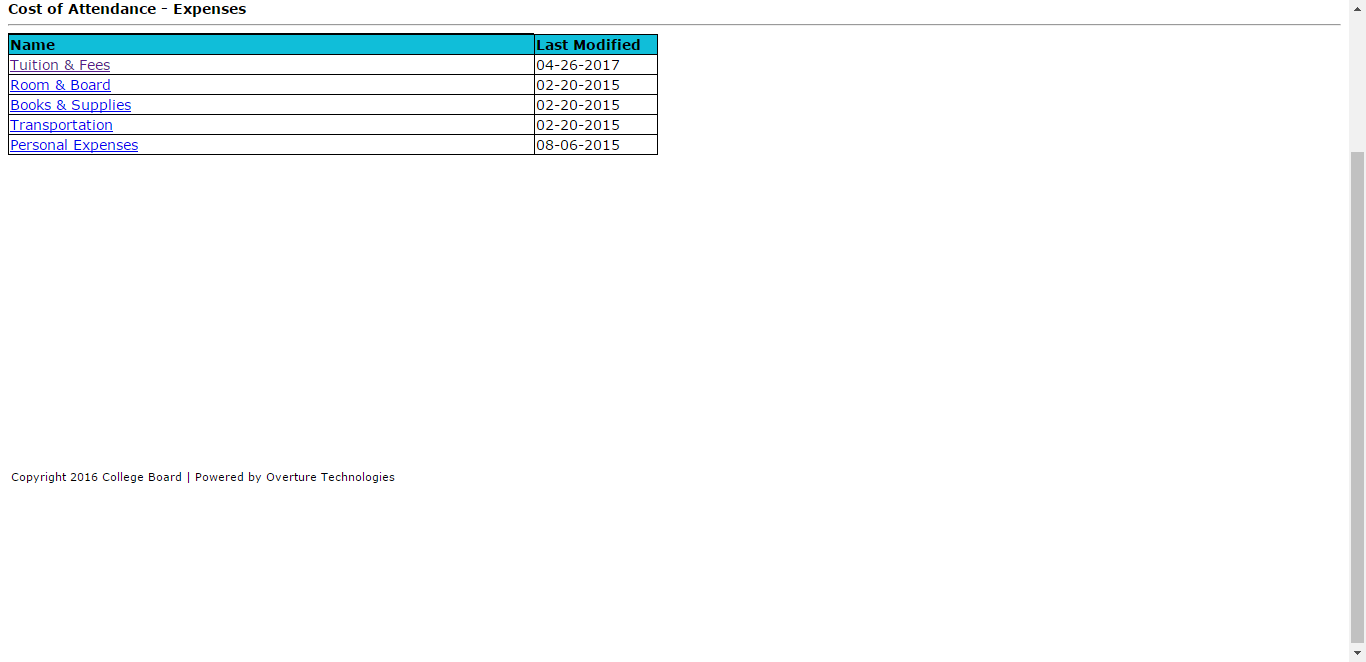 Cost of Attendance - Expenses
Name Last Modified
Tuition & Fees 04-26-2017
Room & Board 02-20-2015
Books & Supplies 02-20-2015
Transportation 02-20-2015
Personal Expenses 08-06-2015
Copyright 2016 College Board | Powered by Overture Technologies